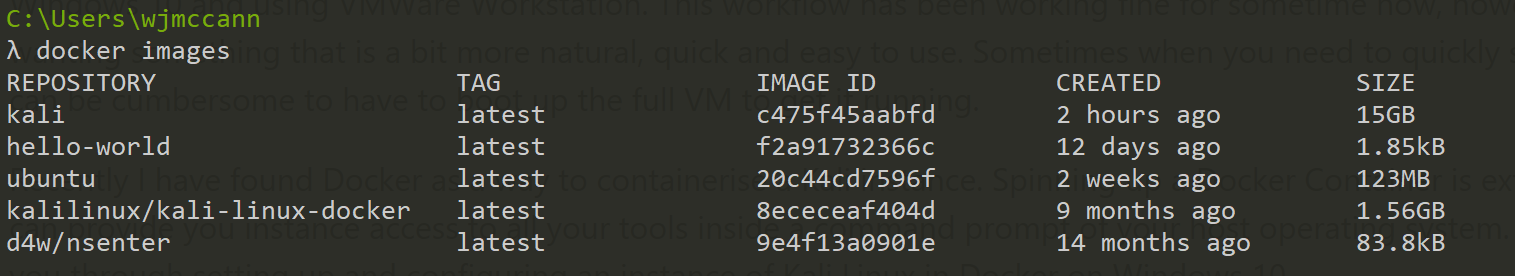 C:\Users\wjmccann
λ docker images
REPOSITORY TAG IMAGE ID CREATED SIZE
kali latest c475f45aabfd 2 hours ago 15GB
hello-world latest f2a91732366c 12 days ago 1.85kB
ubuntu latest 20c44cd7596f 2 weeks ago 123MB
kalilinux/kali-linux-docker latest 8ececeaf404d 9 months ago 1.56GB
d4w/nsenter latest 9e4f13a0901e 14 months ago 83.8kB